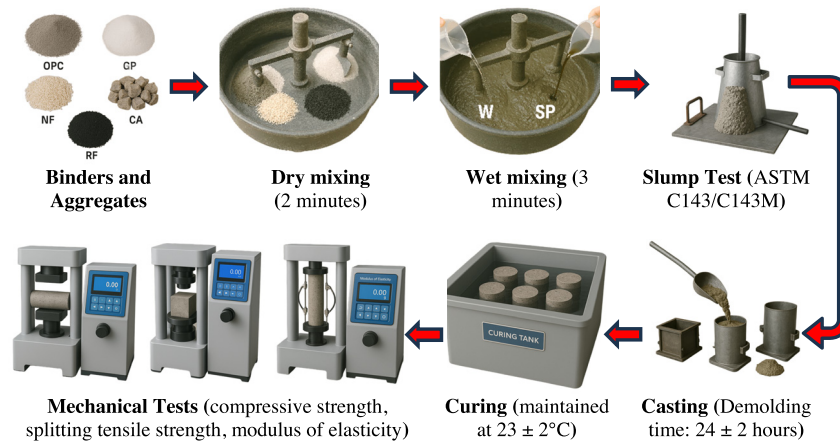 OPC GP
NF CA
RF
Binders and
Aggregates
Dry mixing
(2 minutes)
W SP
Wet mixing (3
minutes)
Slump Test (ASTM
C143/C143M)
0.00
0.00
Modulus of Elasticity
0.00
Mechanical Tests (compressive strength,
splitting tensile strength, modulus of elasticity)
CURING TANK
Curing (maintained
at 23 ± 2°C)
Casting (Demolding
time: 24 ± 2 hours)